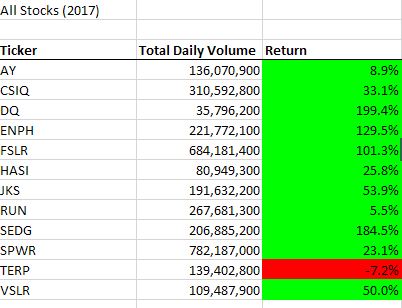 All Stocks (2017)
Ticker Total Daily Volume Return
AY 136,070,900 8.9%
CSIQ 310,592,800 33.1%
DQ 35,796,200 199.4%
ENPH 221,772,100 129.5%
FSLR 684,181,400 101.3%
HASI 80,949,300 25.8%
JKS 191,632,200 53.9%
RUN 267,681,300 5.5%
SEDG 206,885,200 184.5%
SPWR 782,187,000 23.1%
TERP 139,402,800 -7.2%
VSLR 109,487,900 50.0%